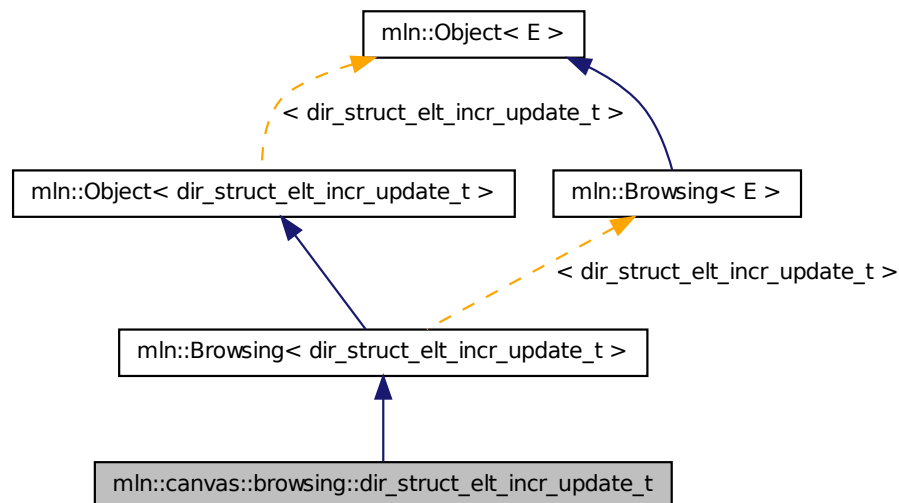 mln::Object< E >
< dir_struct_elt_incr_update_t >
mln::Object< dir_struct_elt_incr_update_t >
mln::Browsing< E >
< dir_struct_elt_incr_update_t >
mln::Browsing< dir_struct_elt_incr_update_t >
mln::canvas::browsing::dir_struct_elt_incr_update_t